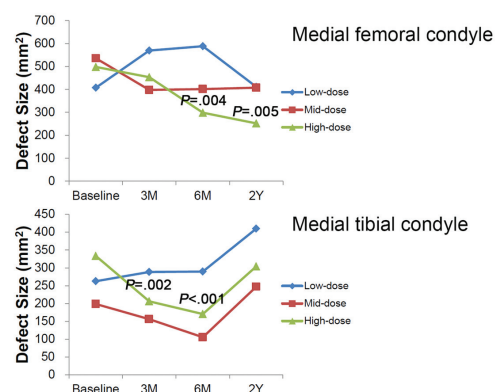 Medial femoral condyle
Defect Size (mm²)
700
600
500
400
300
200
100
0
P=.004
P=.005
Low-dose
Mid-dose
High-dose
Baseline 3M 6M 2Y
Medial tibial condyle
Defect Size (mm²)
450
400
350
300
250
200
150
100
50
0
P=.002
P<.001
Low-dose
Mid-dose
High-dose
Baseline 3M 6M 2Y